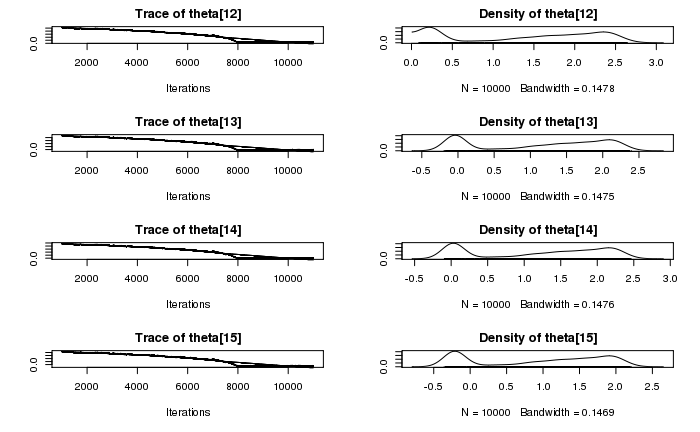 Trace of theta[12]
0.0
2000 4000 6000 8000 10000
Iterations
Density of theta[12]
0.0 0.5 1.0 1.5 2.0 2.5 3.0
N = 10000 Bandwidth = 0.1478
Trace of theta[13]
0.0
2000 4000 6000 8000 10000
Iterations
Density of theta[13]
-0.5 0.0 0.5 1.0 1.5 2.0 2.5
N = 10000 Bandwidth = 0.1475
Trace of theta[14]
0.0
2000 4000 6000 8000 10000
Iterations
Density of theta[14]
-0.5 0.0 0.5 1.0 1.5 2.0 2.5 3.0
N = 10000 Bandwidth = 0.1476
Trace of theta[15]
0.0
2000 4000 6000 8000 10000
Iterations
Density of theta[15]
-0.5 0.0 0.5 1.0 1.5 2.0 2.5
N = 10000 Bandwidth = 0.1469